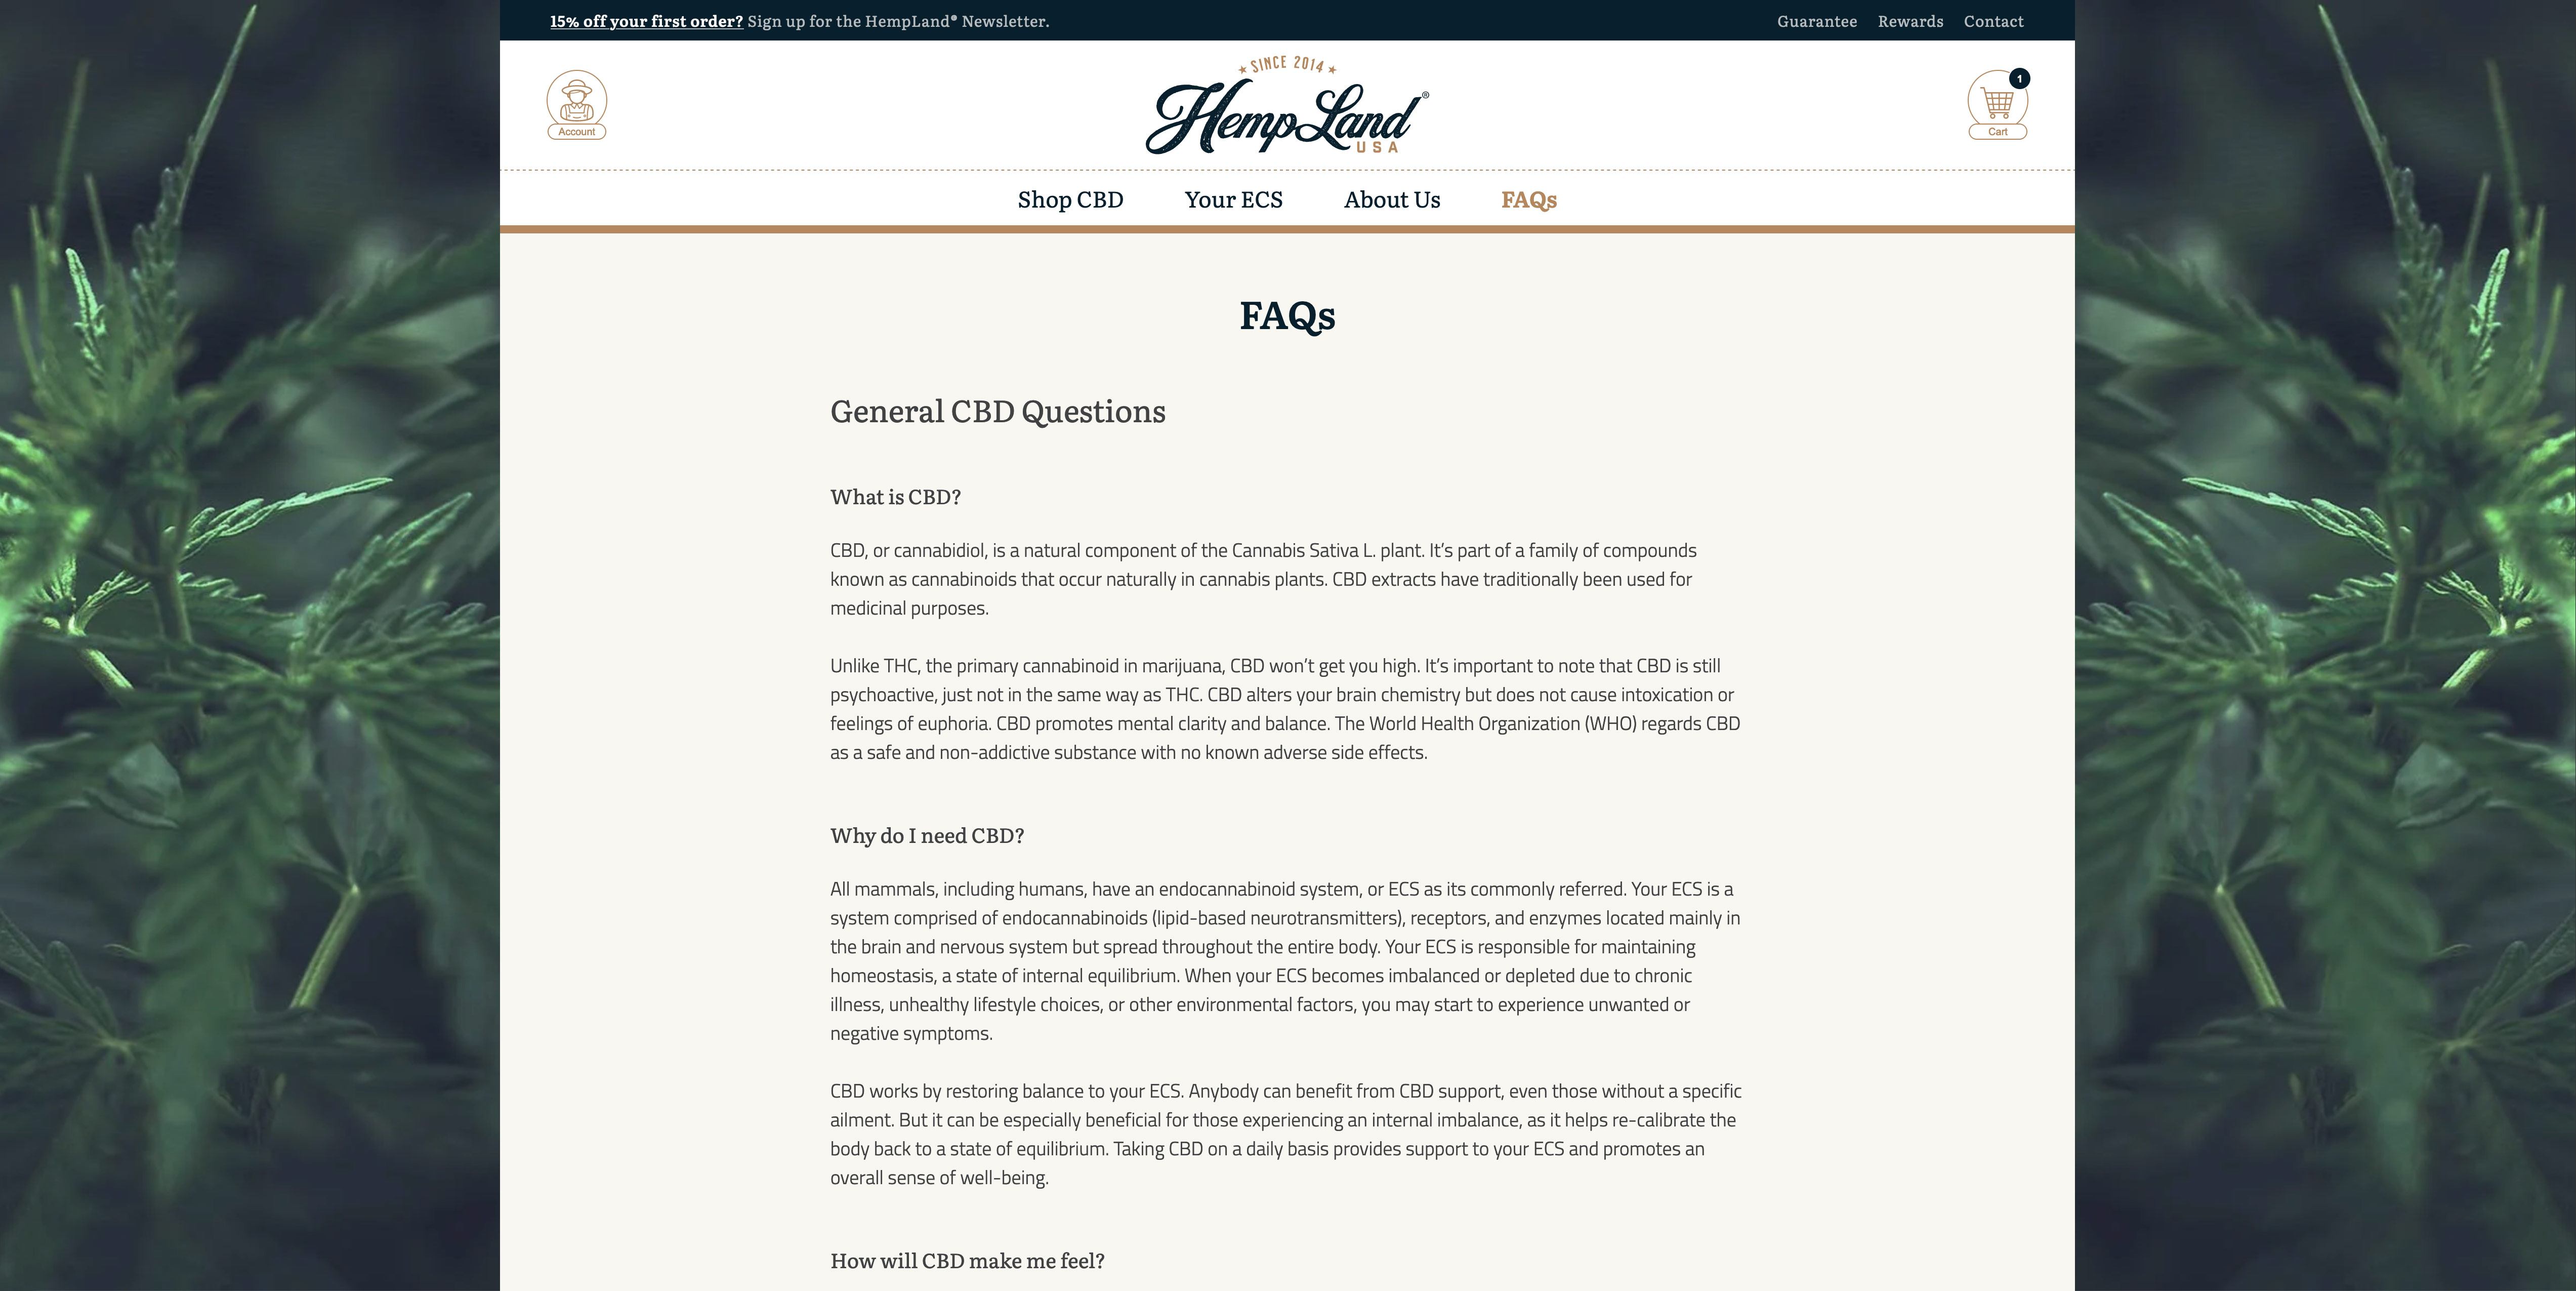 15% off your first order? Sign up for the HempLand® Newsletter.
Guarantee Rewards Contact
Account
SINCE 2014
HempLand®
USA
1
Cart
Shop CBD Your ECS About Us FAQs
FAQs
General CBD Questions
What is CBD?
CBD, or cannabidiol, is a natural component of the Cannabis Sativa L. plant. It’s part of a family of compounds
known as cannabinoids that occur naturally in cannabis plants. CBD extracts have traditionally been used for
medicinal purposes.
Unlike THC, the primary cannabinoid in marijuana, CBD won’t get you high. It’s important to note that CBD is still
psychoactive, just not in the same way as THC. CBD alters your brain chemistry but does not cause intoxication or
feelings of euphoria. CBD promotes mental clarity and balance. The World Health Organization (WHO) regards CBD
as a safe and non-addictive substance with no known adverse side effects.
Why do I need CBD?
All mammals, including humans, have an endocannabinoid system, or ECS as its commonly referred. Your ECS is a
system comprised of endocannabinoids (lipid-based neurotransmitters), receptors, and enzymes located mainly in
the brain and nervous system but spread throughout the entire body. Your ECS is responsible for maintaining
homeostasis, a state of internal equilibrium. When your ECS becomes imbalanced or depleted due to chronic
illness, unhealthy lifestyle choices, or other environmental factors, you may start to experience unwanted or
negative symptoms.
CBD works by restoring balance to your ECS. Anybody can benefit from CBD support, even those without a specific
ailment. But it can be especially beneficial for those experiencing an internal imbalance, as it helps re-calibrate the
body back to a state of equilibrium. Taking CBD on a daily basis provides support to your ECS and promotes an
overall sense of well-being.
How will CBD make me feel?